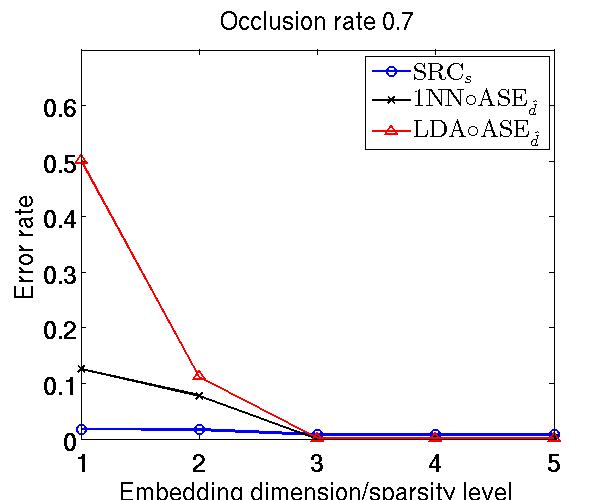 Occlusion rate 0.7
SRCₛ
1NN∘ASE_d̂
LDA∘ASE_d̂
Error rate
0.6
0.5
0.4
0.3
0.2
0.1
0
1 2 3 4 5
Embedding dimension/sparsity level